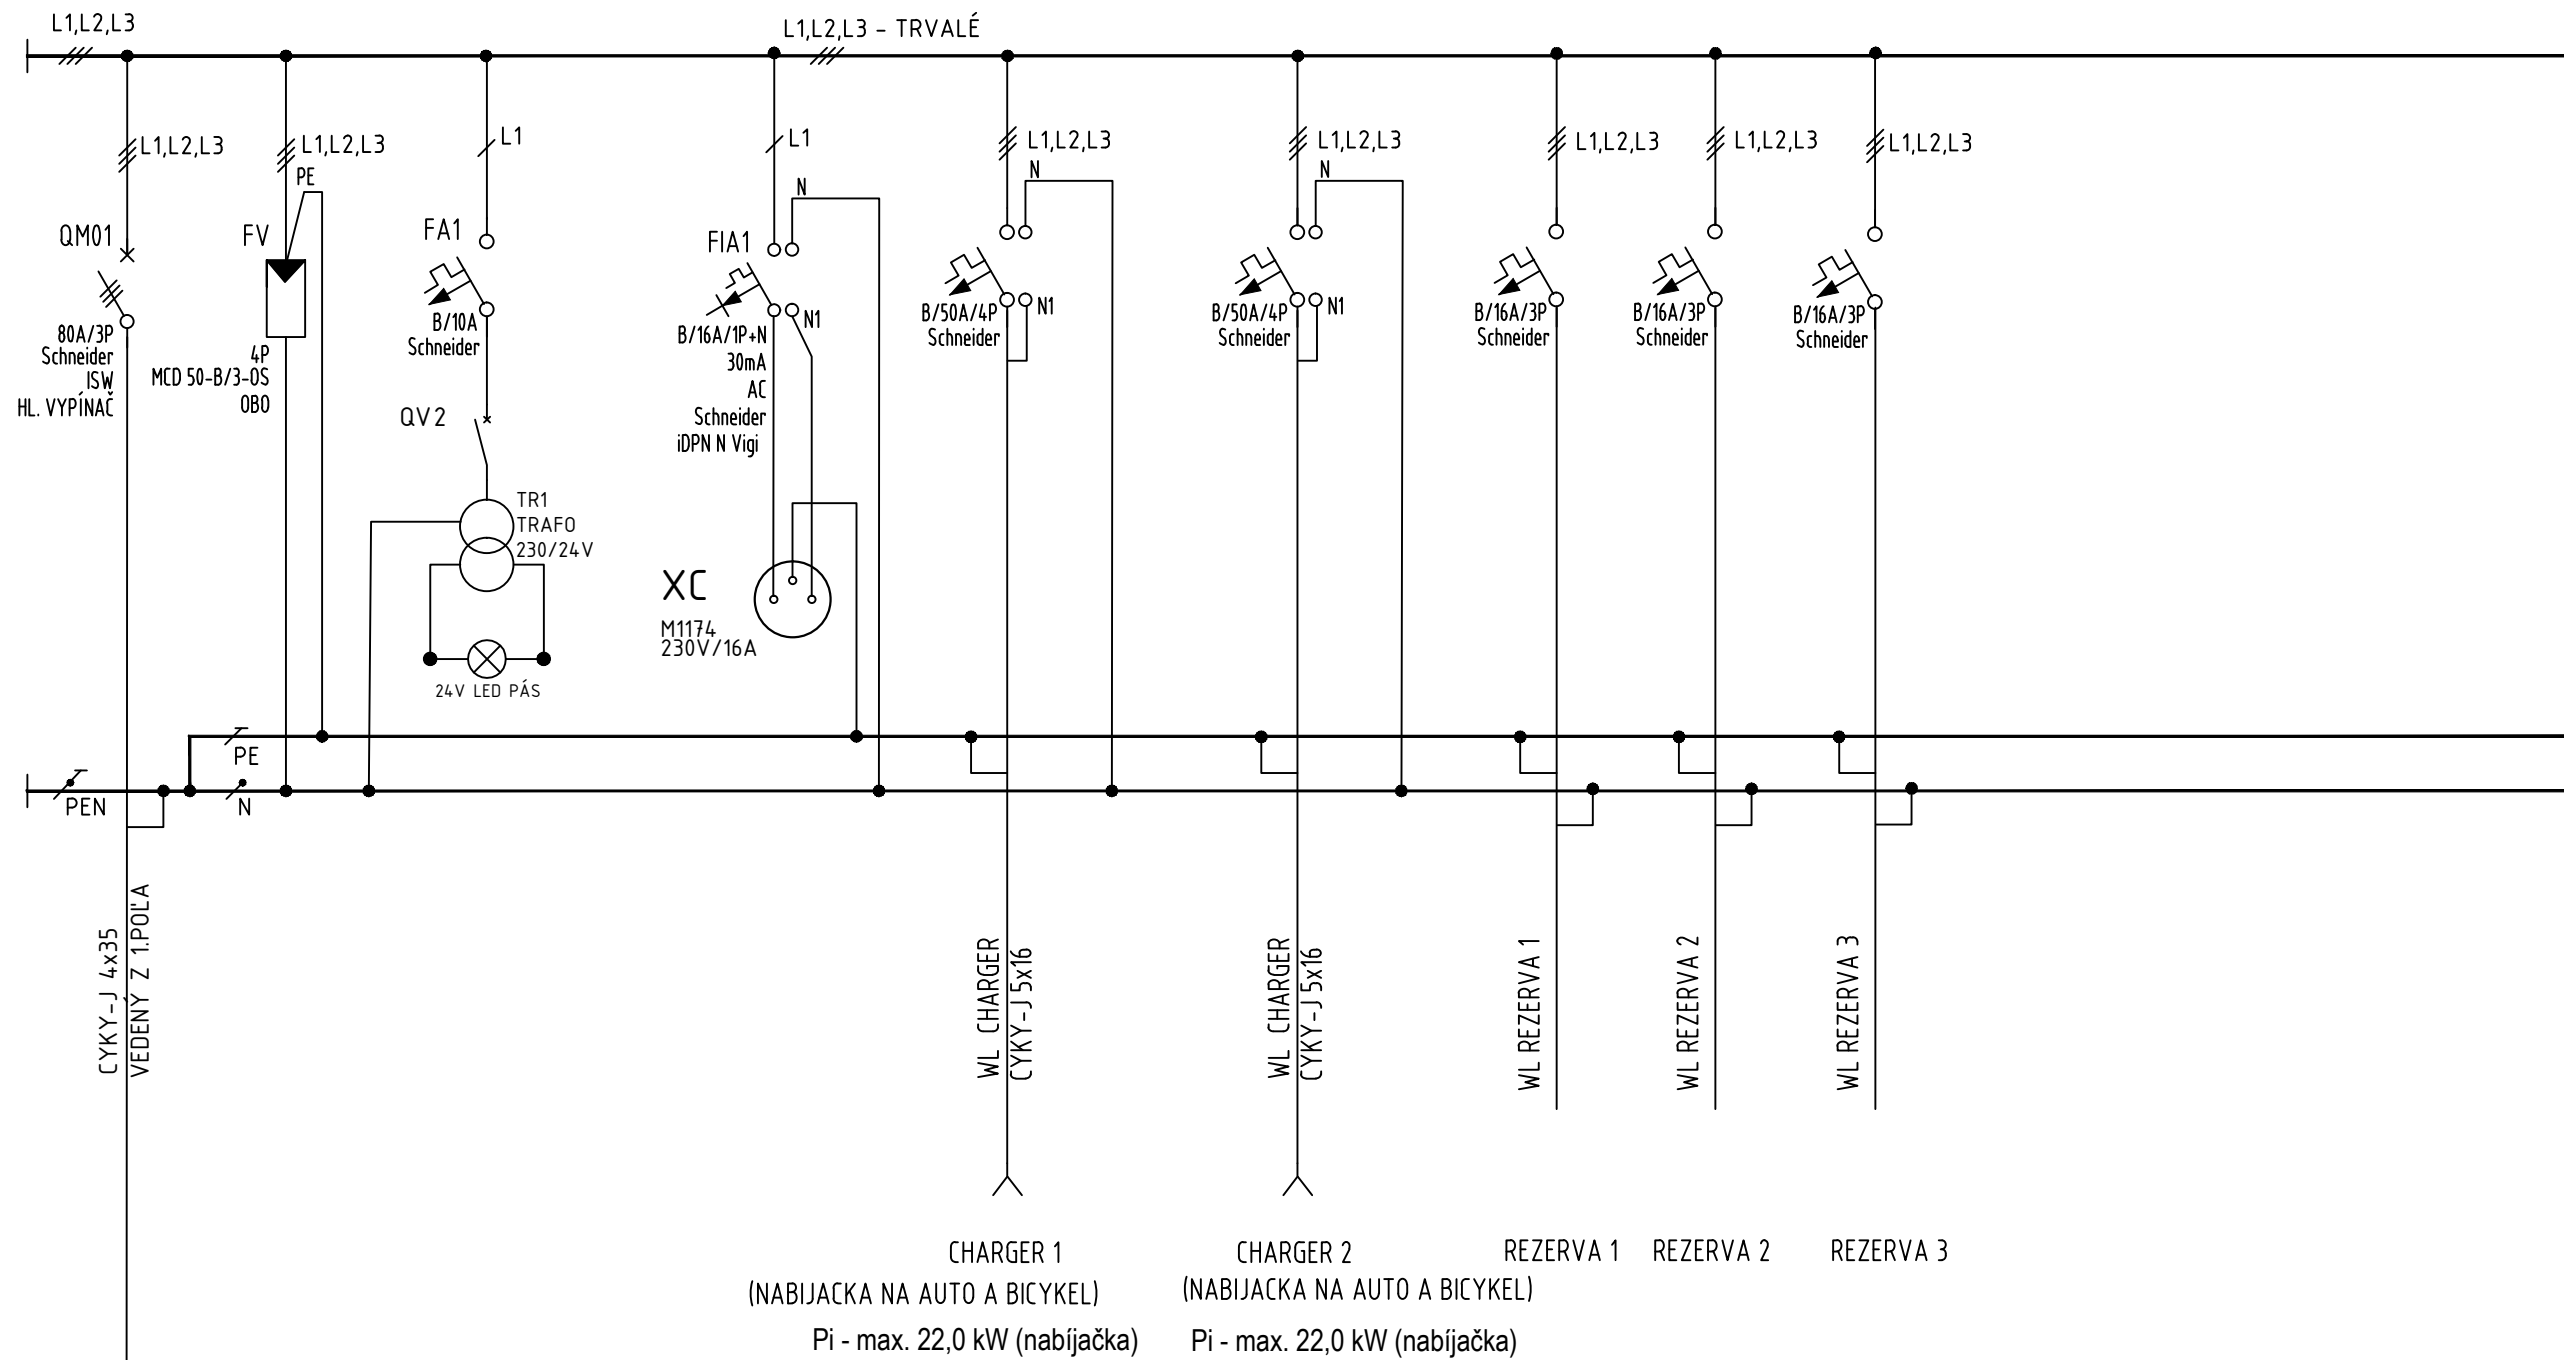 L1,L2,L3
L1,L2,L3 - TRVALÉ
L1,L2,L3
L1,L2,L3
PE
L1
L1
N
L1,L2,L3
N
L1,L2,L3
N
L1,L2,L3
L1,L2,L3
L1,L2,L3
QM01
80A/3P
Schneider
ISW
HL. VYPÍNAČ
FV
4P
MCD 50-B/3-OS
OBO
FA1
B/10A
Schneider
QV2
TR1
TRAFO
230/24V
24V LED PÁS
FIA1
N1
B/16A/1P+N
30mA
AC
Schneider
iDPN N Vigi
XC
M1174
230V/16A
N1
B/50A/4P
Schneider
N1
B/50A/4P
Schneider
B/16A/3P
Schneider
B/16A/3P
Schneider
B/16A/3P
Schneider
PE
PEN
N
CYKY-J 4x35
VEDENÝ Z 1.POĽA
WL CHARGER
CYKY-J 5x16
WL CHARGER
CYKY-J 5x16
WL REZERVA 1
WL REZERVA 2
WL REZERVA 3
CHARGER 1
(NABIJACKA NA AUTO A BICYKEL)
Pi - max. 22,0 kW (nabíjačka)
CHARGER 2
(NABIJACKA NA AUTO A BICYKEL)
Pi - max. 22,0 kW (nabíjačka)
REZERVA 1
REZERVA 2
REZERVA 3